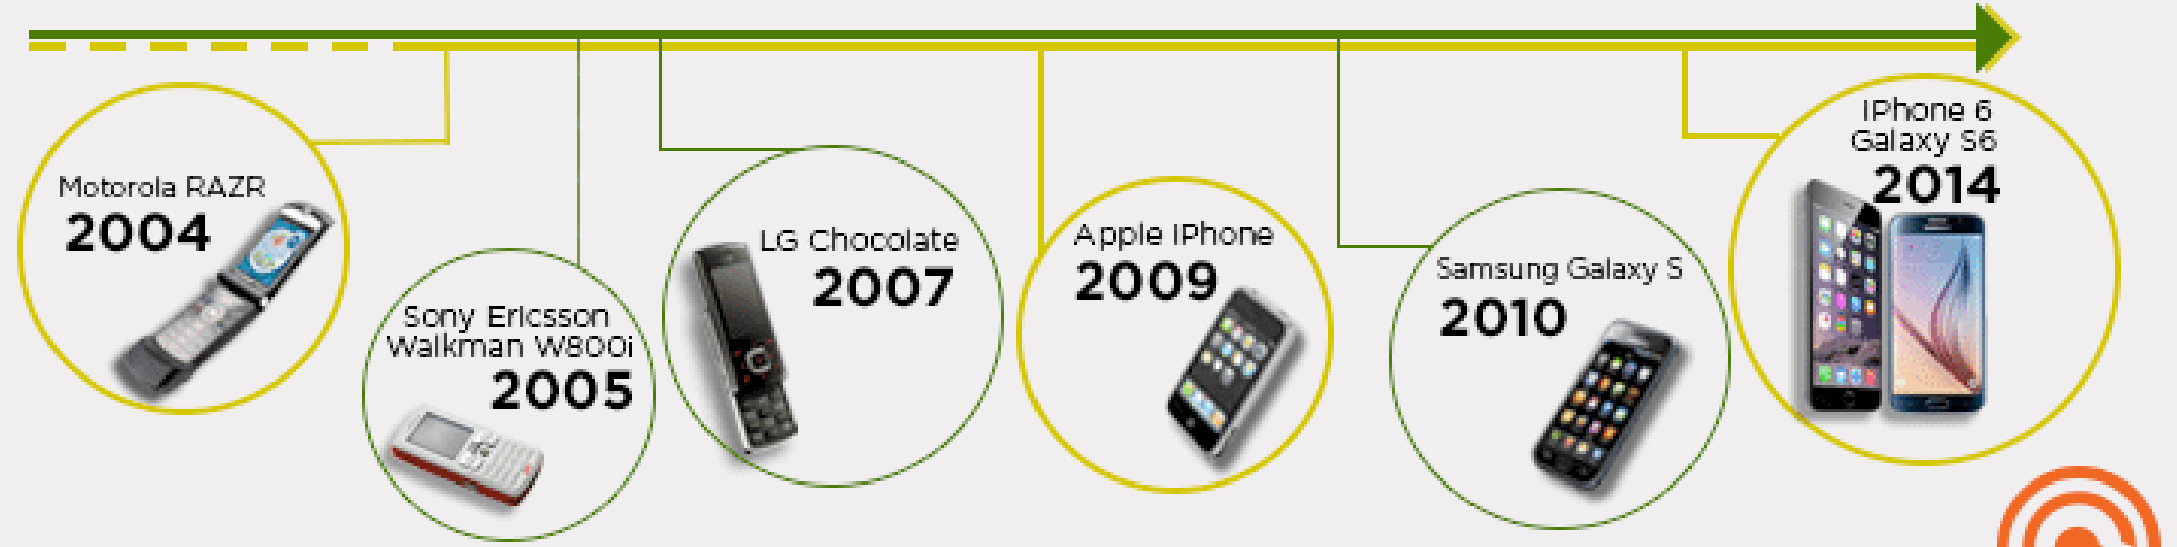 Motorola RAZR
2004
Sony Ericsson
Walkman W800i
2005
LG Chocolate
2007
Apple IPhone
2009
Samsung Galaxy S
2010
IPhone 6
Galaxy S6
2014